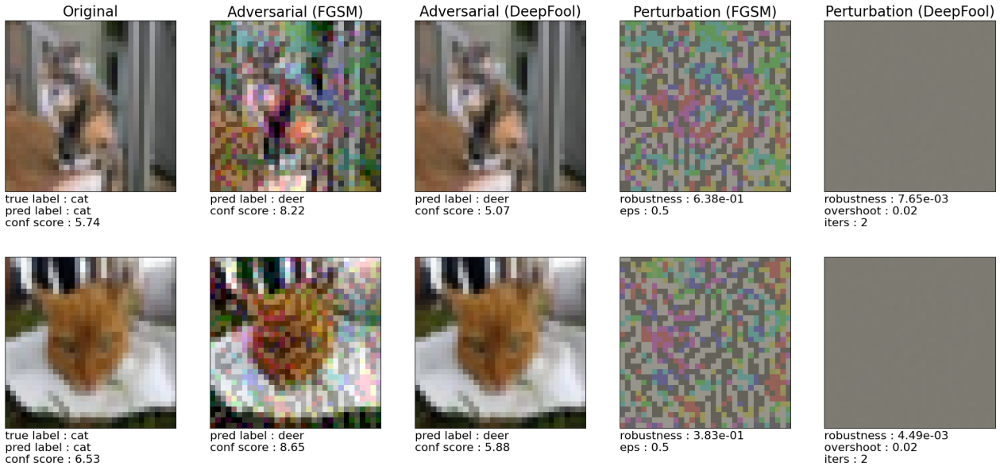 Original
Adversarial (FGSM)
Adversarial (DeepFool)
Perturbation (FGSM)
Perturbation (DeepFool)
true label : cat
pred label : cat
conf score : 5.74
pred label : deer
conf score : 8.22
pred label : deer
conf score : 5.07
robustness : 6.38e-01
eps : 0.5
robustness : 7.65e-03
overshoot : 0.02
iters : 2
true label : cat
pred label : cat
conf score : 6.53
pred label : deer
conf score : 8.65
pred label : deer
conf score : 5.88
robustness : 3.83e-01
eps : 0.5
robustness : 4.49e-03
overshoot : 0.02
iters : 2